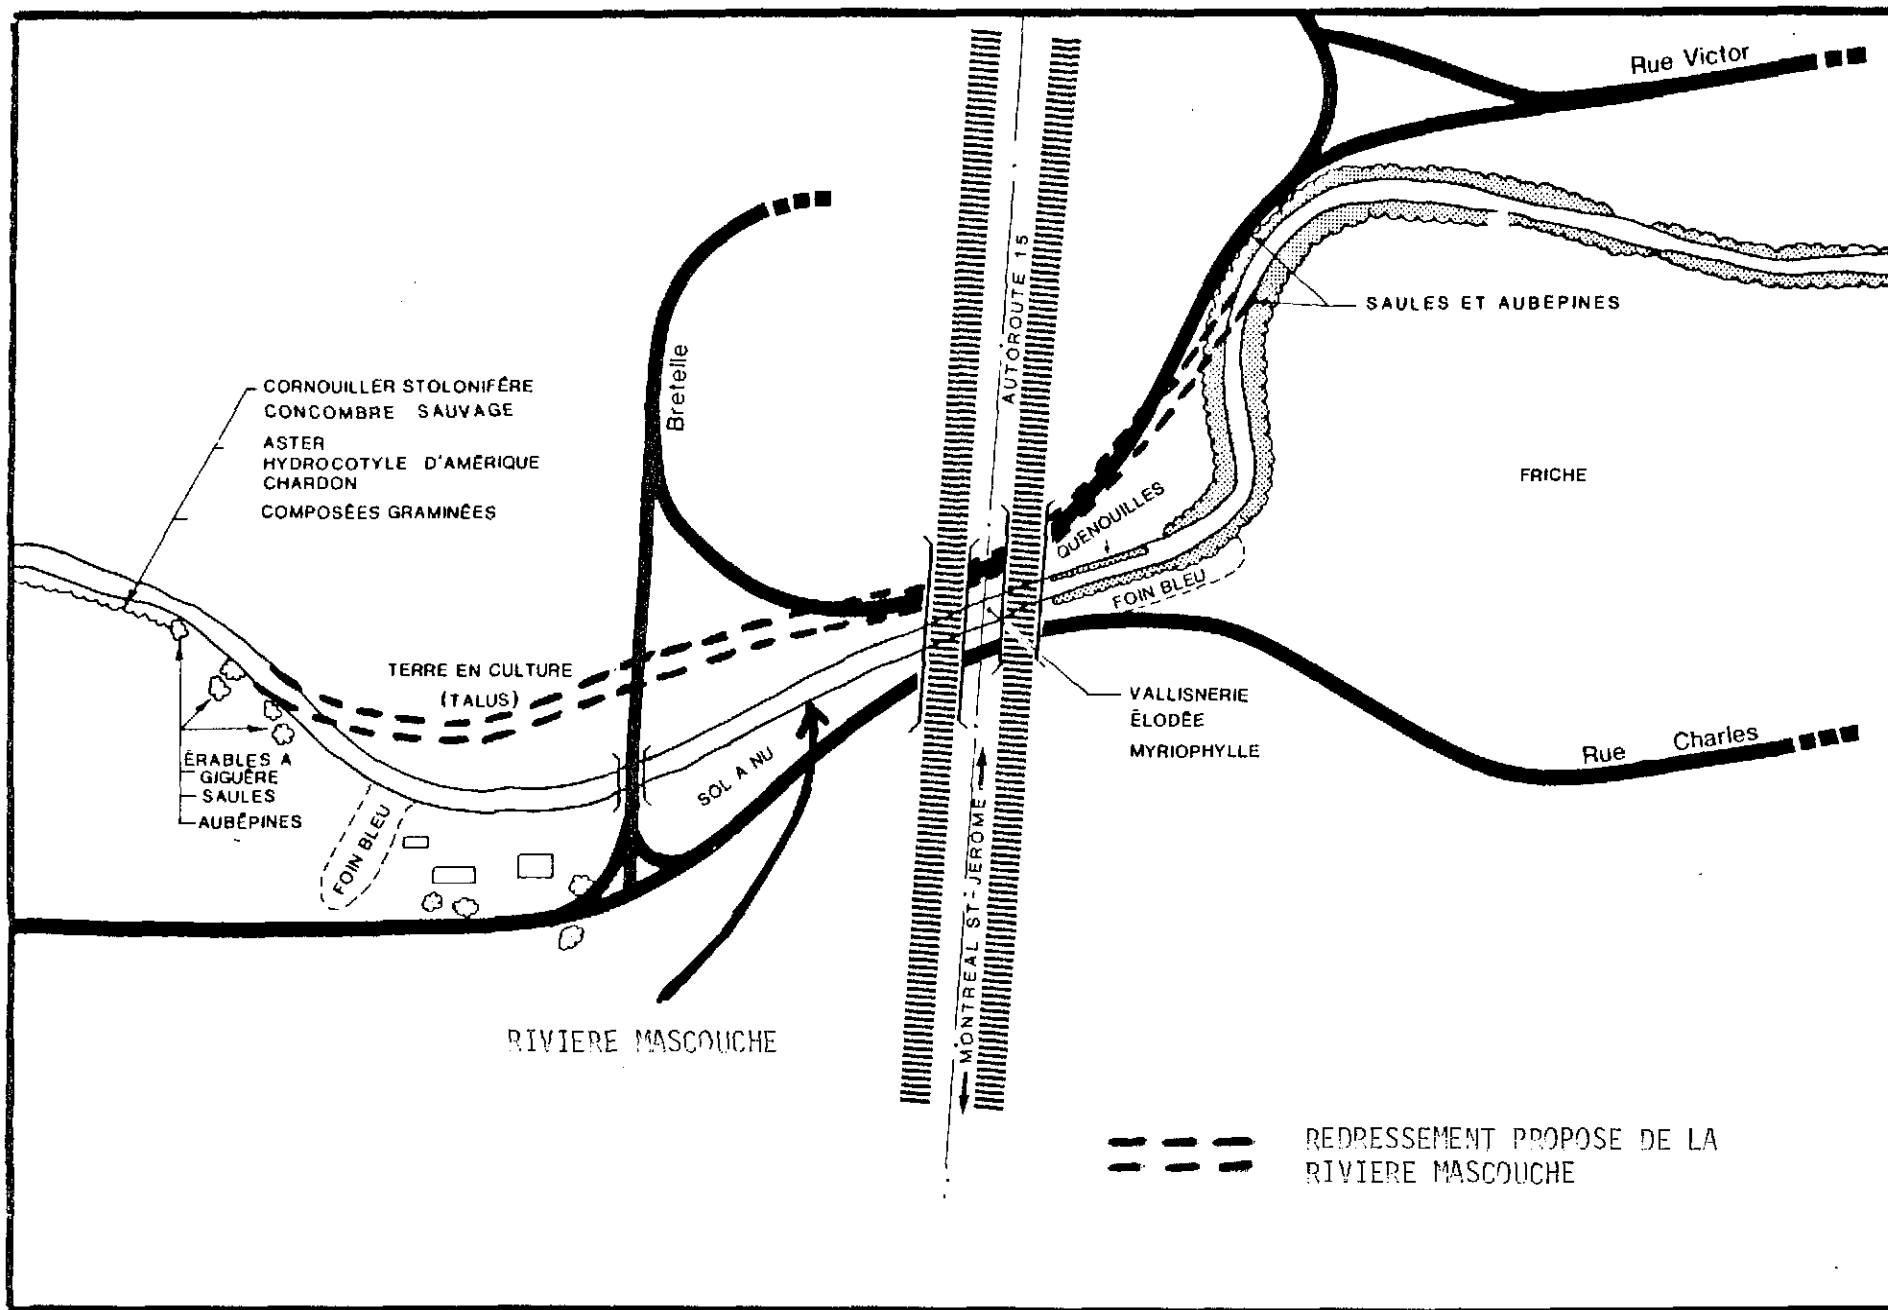 Rue Victor
AUTOROUTE 15
SAULES ET AUBÉPINES
Bretelle
CORNOUILLER STOLONIFÈRE
CONCOMBRE SAUVAGE
ASTER
HYDROCOTYLE D'AMÉRIQUE
CHARDON
COMPOSÉES GRAMINÉES
FRICHE
QUENOUILLES
FOIN BLEU
TERRE EN CULTURE
(TALUS)
VALLISNERIE
ÉLODÉE
MYRIOPHYLLE
Rue Charles
ÉRABLES A
GIGUÈRE
SAULES
AUBÉPINES
FOIN BLEU
SOL A NU
MONTREAL ST-JEROME
RIVIERE MASCOUCHE
REDRESSEMENT PROPOSE DE LA
RIVIERE MASCOUCHE